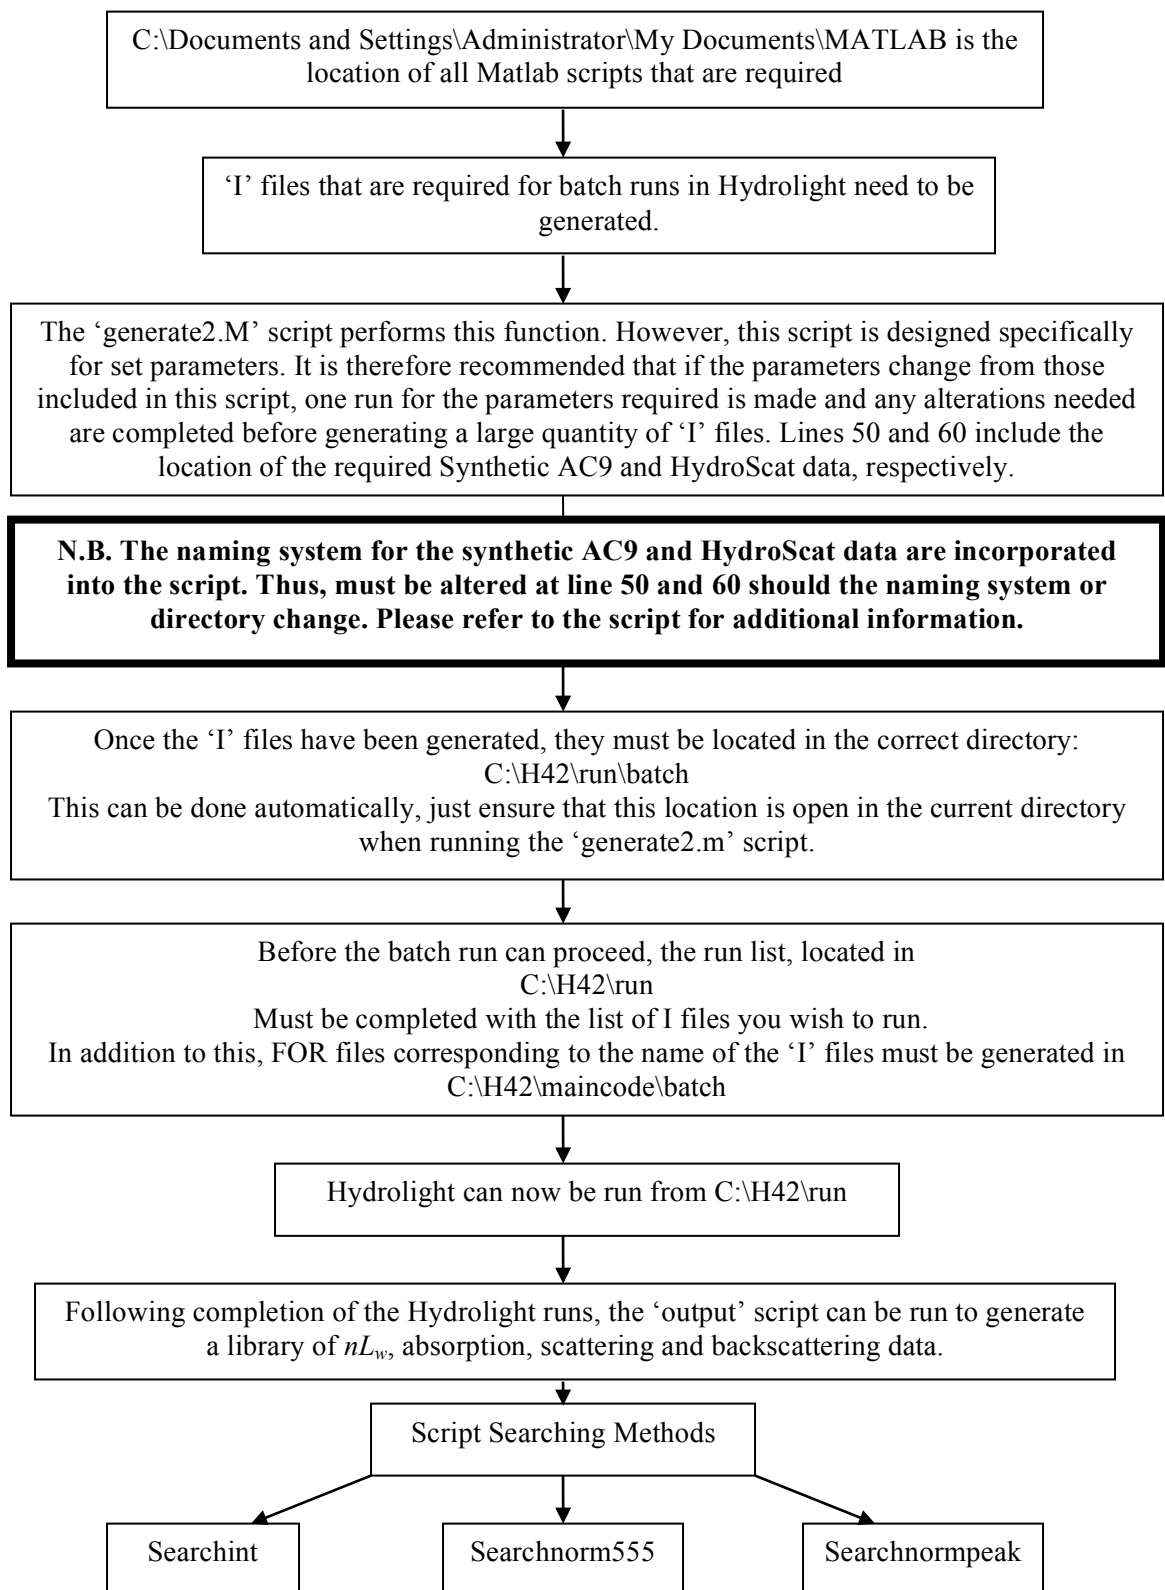 C:\Documents and Settings\Administrator\My Documents\MATLAB is the
location of all Matlab scripts that are required
‘I’ files that are required for batch runs in Hydrolight need to be
generated.
The ‘generate2.M’ script performs this function. However, this script is designed specifically
for set parameters. It is therefore recommended that if the parameters change from those
included in this script, one run for the parameters required is made and any alterations needed
are completed before generating a large quantity of ‘I’ files. Lines 50 and 60 include the
location of the required Synthetic AC9 and HydroScat data, respectively.
N.B. The naming system for the synthetic AC9 and HydroScat data are incorporated
into the script. Thus, must be altered at line 50 and 60 should the naming system or
directory change. Please refer to the script for additional information.
Once the ‘I’ files have been generated, they must be located in the correct directory:
C:\H42\run\batch
This can be done automatically, just ensure that this location is open in the current directory
when running the ‘generate2.m’ script.
Before the batch run can proceed, the run list, located in
C:\H42\run
Must be completed with the list of I files you wish to run.
In addition to this, FOR files corresponding to the name of the ‘I’ files must be generated in
C:\H42\maincode\batch
Hydrolight can now be run from C:\H42\run
Following completion of the Hydrolight runs, the ‘output’ script can be run to generate
a library of nLw, absorption, scattering and backscattering data.
Script Searching Methods
Searchint
Searchnorm555
Searchnormpeak